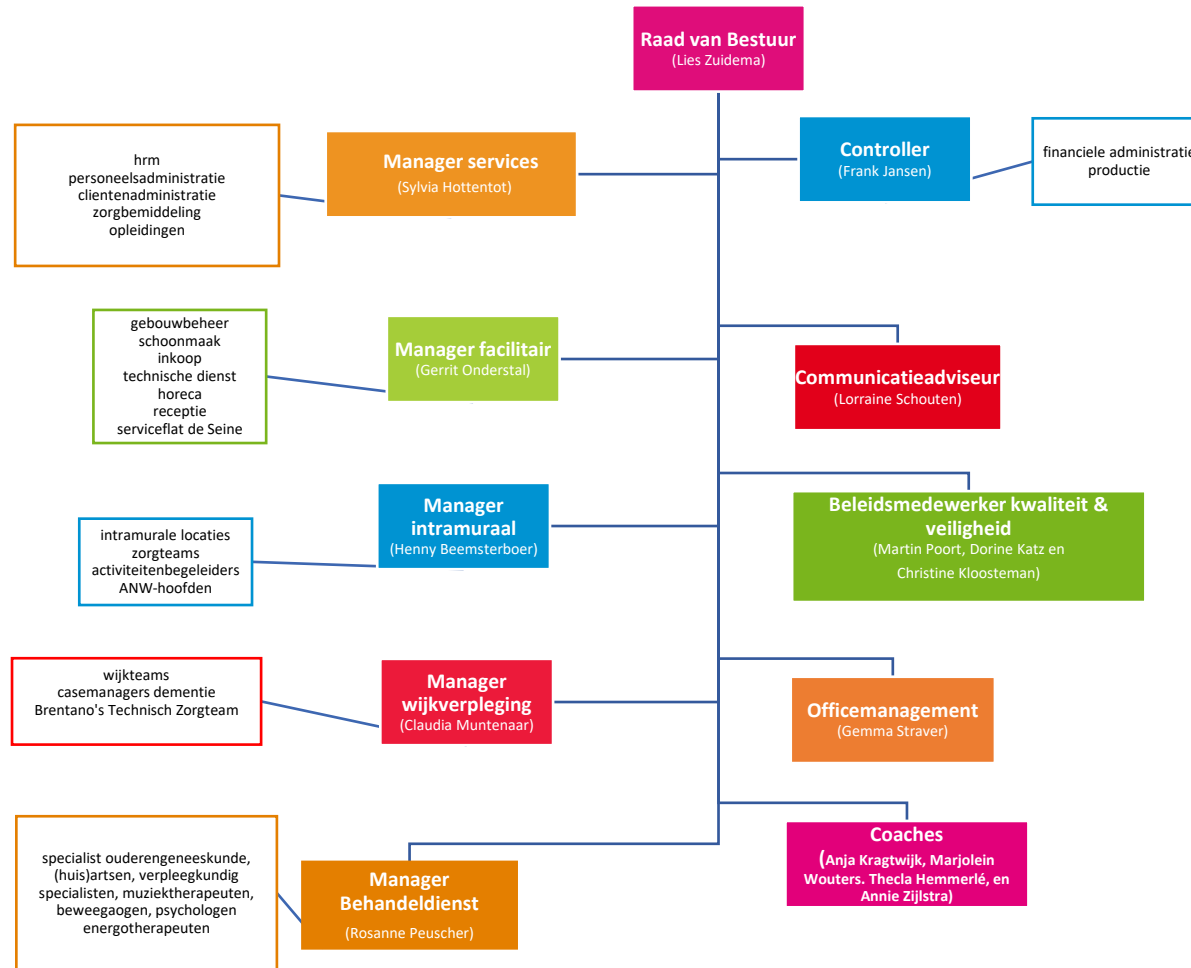 Raad van Bestuur
(Lies Zuidema)
hrm
personeelsadministratie
clientenadministratie
zorgbemiddeling
opleidingen
Manager services
(Sylvia Hottentot)
Controller
(Frank Jansen)
financiele administratie
productie
gebouwbeheer
schoonmaak
inkoop
technische dienst
horeca
receptie
serviceflat de Seine
Manager facilitair
(Gerrit Onderstal)
Communicatieadviseur
(Lorraine Schouten)
intramurale locaties
zorgteams
activiteitenbegeleiders
ANW-hoofden
Manager
intramuraal
(Henny Beemsterboer)
Beleidsmedewerker kwaliteit &
veiligheid
(Martin Poort, Dorine Katz en
Christine Kloosteman)
wijkteams
casemanagers dementie
Brentano's Technisch Zorgteam
Manager
wijkverpleging
(Claudia Muntenaar)
Officemanagement
(Gemma Straver)
specialist ouderengeneeskunde,
(huis)artsen, verpleegkundig
specialisten, muziektherapeuten,
beweegaogen, psychologen
energotherapeuten
Manager
Behandeldienst
(Rosanne Peuscher)
Coaches
(Anja Kragtwijk, Marjolein
Wouters. Thecla Hemmerlé, en
Annie Zijlstra)